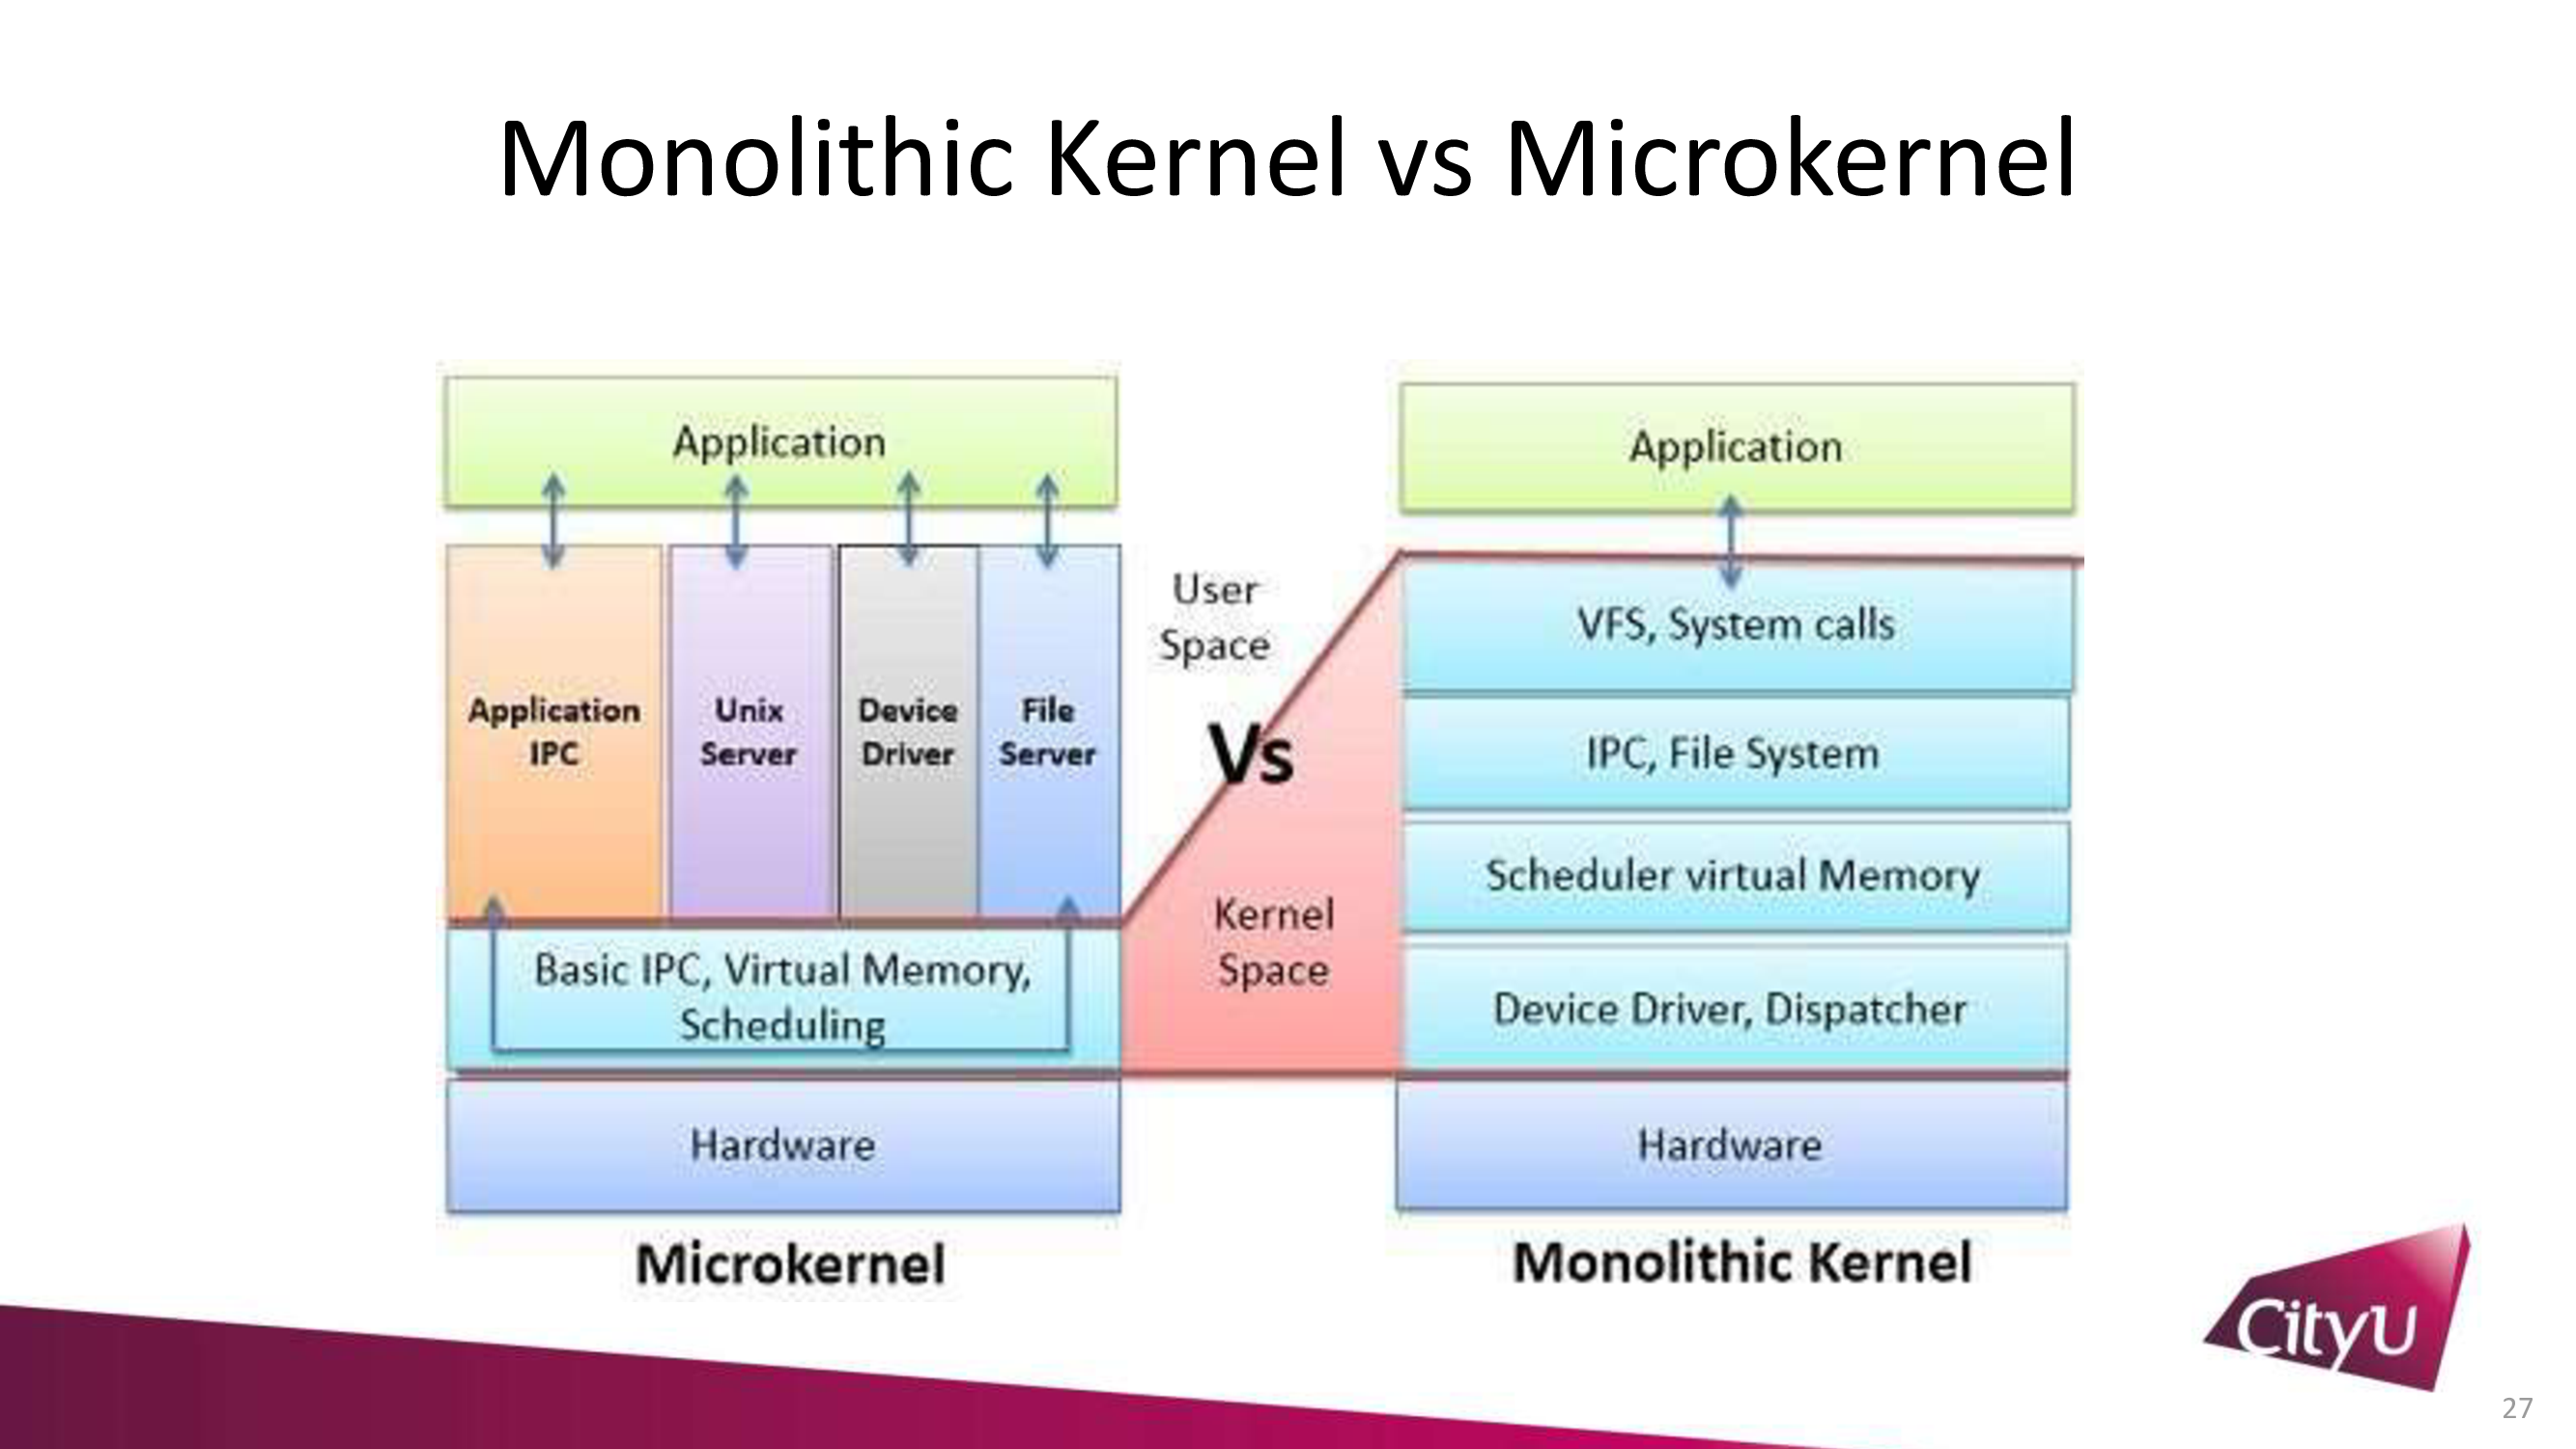 Monolithic Kernel vs Microkernel
Application
Application
IPC
Unix
Server
Device
Driver
File
Server
Basic IPC, Virtual Memory,
Scheduling
Hardware
Microkernel
User
Space
Vs
Kernel
Space
Application
VFS, System calls
IPC, File System
Scheduler virtual Memory
Device Driver, Dispatcher
Hardware
Monolithic Kernel
CityU
27